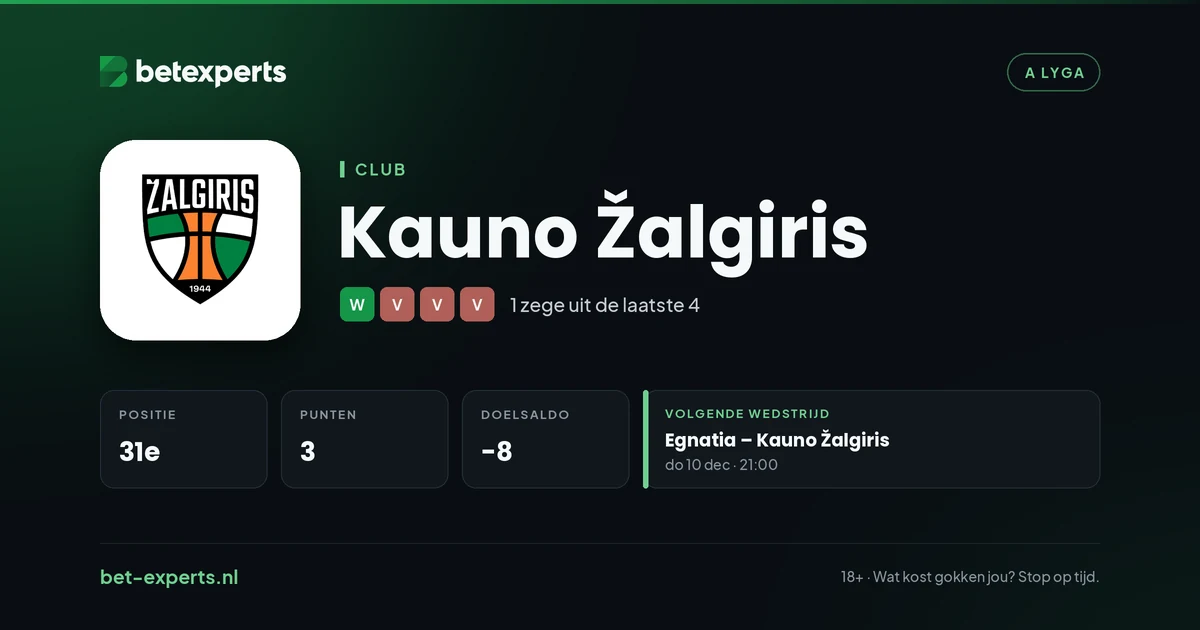 betexperts
A LYGA
ŽALGIRIS
1944
CLUB
Kauno Žalgiris
W V V V 1 zege uit de laatste 4
POSITIE
31e
PUNTEN
3
DOELSALDO
-8
VOLGENDE WEDSTRIJD
Egnatia – Kauno Žalgiris
do 10 dec · 21:00
bet-experts.nl
18+ · Wat kost gokken jou? Stop op tijd.